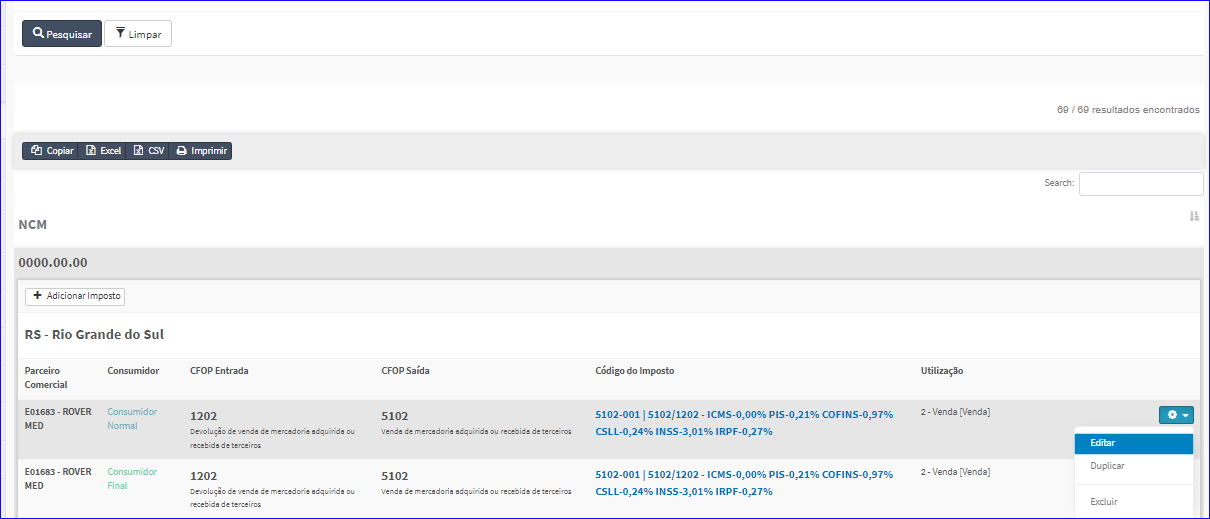 Pesquisar Limpar
69 / 69 resultados encontrados
Copiar Excel CSV Imprimir
Search:
NCM
0000.00.00
+ Adicionar Imposto
RS - Rio Grande do Sul
Parceiro Comercial Consumidor CFOP Entrada CFOP Saída Código do Imposto Utilização
E01683 - ROVER MED
Consumidor Normal
1202
Devolução de venda de mercadoria adquirida ou
recebida de terceiros
5102
Venda de mercadoria adquirida ou recebida de terceiros
5102-001 | 5102/1202 - ICMS-0,00% PIS-0,21% COFINS-0,97%
CSLL-0,24% INSS-3,01% IRPF-0,27%
2 - Venda [Venda]
Editar
Duplicar
Excluir
E01683 - ROVER MED
Consumidor Final
1202
Devolução de venda de mercadoria adquirida ou
recebida de terceiros
5102
Venda de mercadoria adquirida ou recebida de terceiros
5102-001 | 5102/1202 - ICMS-0,00% PIS-0,21% COFINS-0,97%
CSLL-0,24% INSS-3,01% IRPF-0,27%
2 - Venda [Venda]